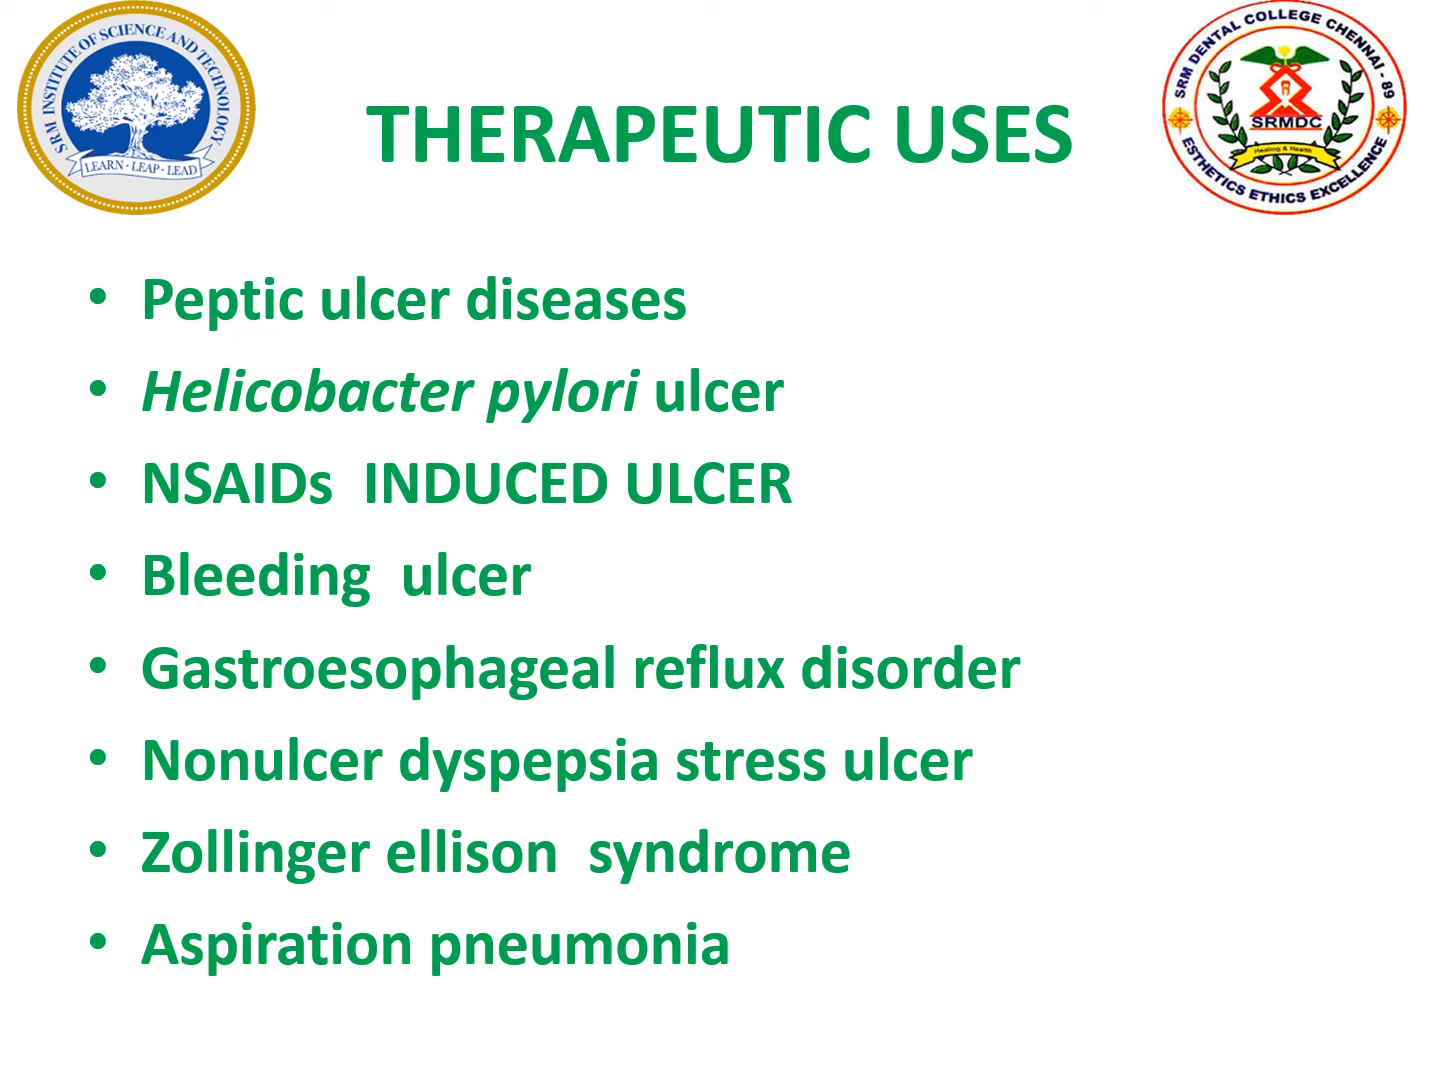 SRM INSTITUTE OF SCIENCE AND TECHNOLOGY
LEARN · LEAP · LEAD
SRM DENTAL COLLEGE CHENNAI - 89
SRMDC
Healing & Health
ESTHETICS ETHICS EXCELLENCE
THERAPEUTIC USES
• Peptic ulcer diseases
• Helicobacter pylori ulcer
• NSAIDs  INDUCED ULCER
• Bleeding  ulcer
• Gastroesophageal reflux disorder
• Nonulcer dyspepsia stress ulcer
• Zollinger ellison  syndrome
• Aspiration pneumonia